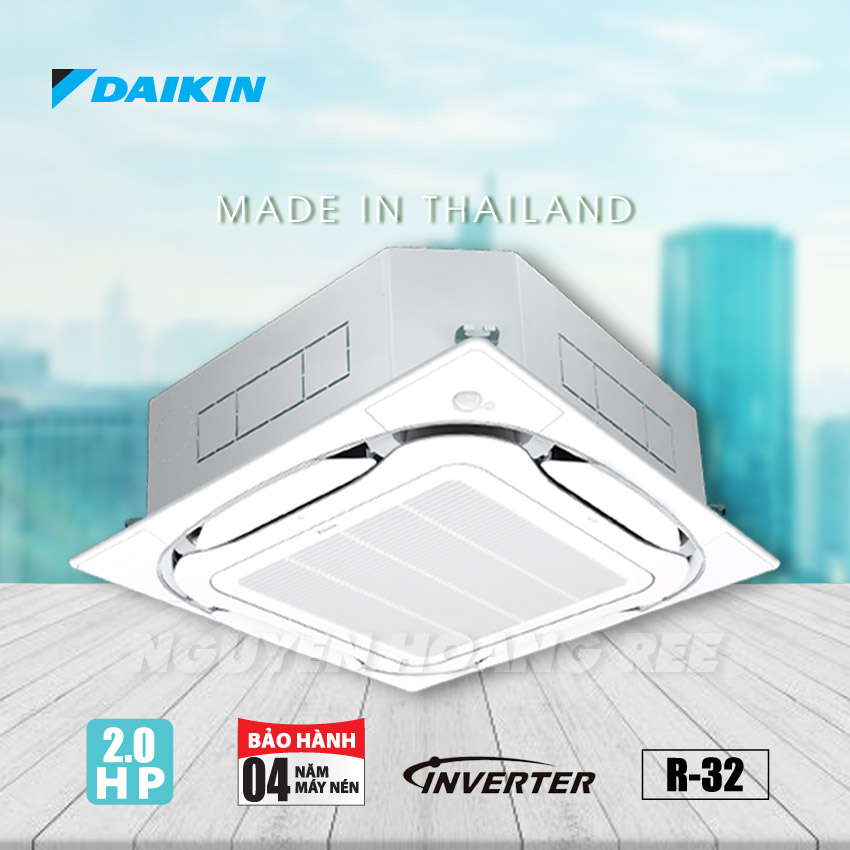 DAIKIN
MADE IN THAILAND
NGUYEN HOANG REE
2.0
HP
BẢO HÀNH
04 NĂM
MÁY NÉN
INVERTER
R-32